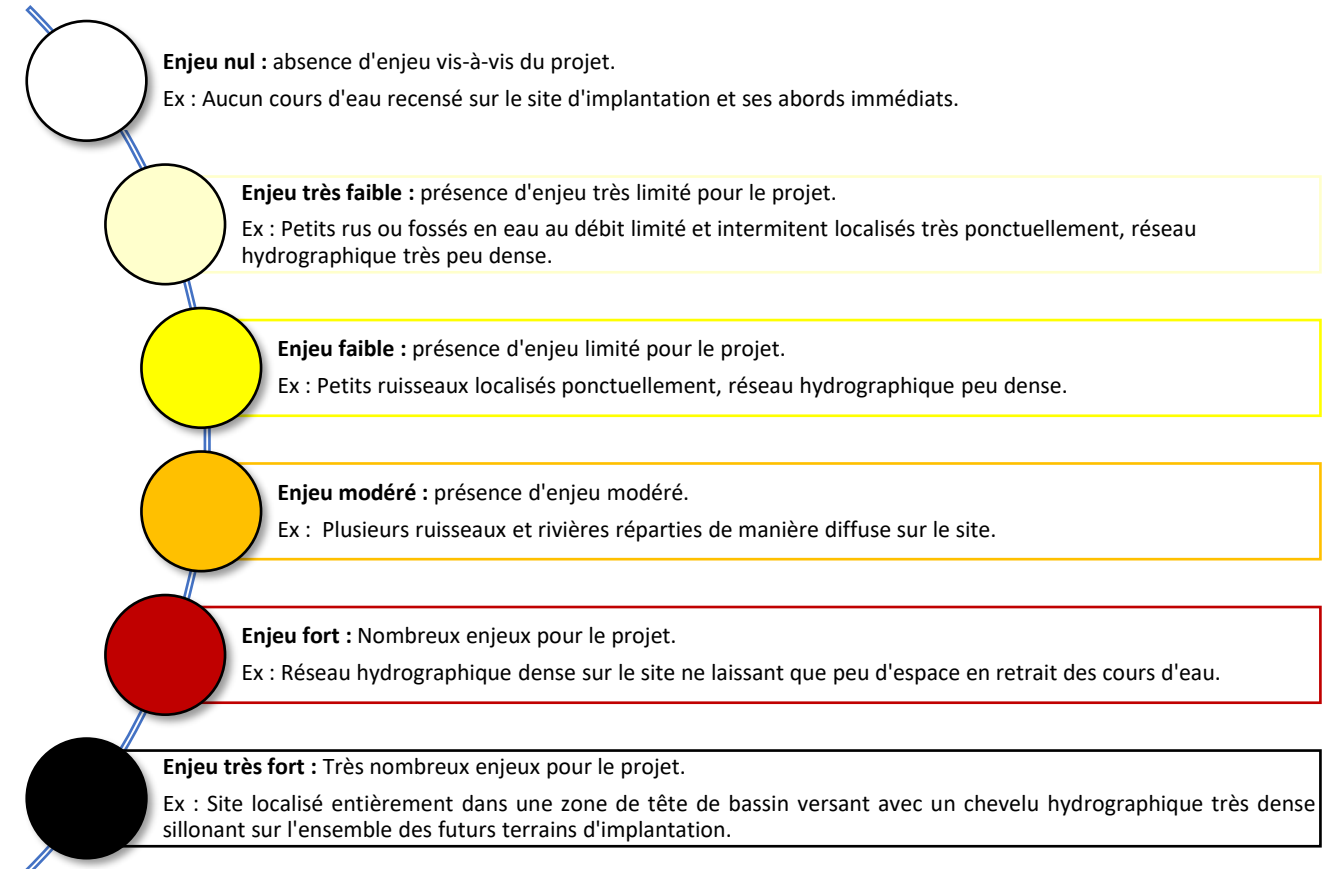 Enjeu nul : absence d'enjeu vis-à-vis du projet.
Ex : Aucun cours d'eau recensé sur le site d'implantation et ses abords immédiats.
Enjeu très faible : présence d'enjeu très limité pour le projet.
Ex : Petits rus ou fossés en eau au débit limité et intermitent localisés très ponctuellement, réseau
hydrographique très peu dense.
Enjeu faible : présence d'enjeu limité pour le projet.
Ex : Petits ruisseaux localisés ponctuellement, réseau hydrographique peu dense.
Enjeu modéré : présence d'enjeu modéré.
Ex :  Plusieurs ruisseaux et rivières réparties de manière diffuse sur le site.
Enjeu fort : Nombreux enjeux pour le projet.
Ex : Réseau hydrographique dense sur le site ne laissant que peu d'espace en retrait des cours d'eau.
Enjeu très fort : Très nombreux enjeux pour le projet.
Ex : Site localisé entièrement dans une zone de tête de bassin versant avec un chevelu hydrographique très dense
sillonant sur l'ensemble des futurs terrains d'implantation.